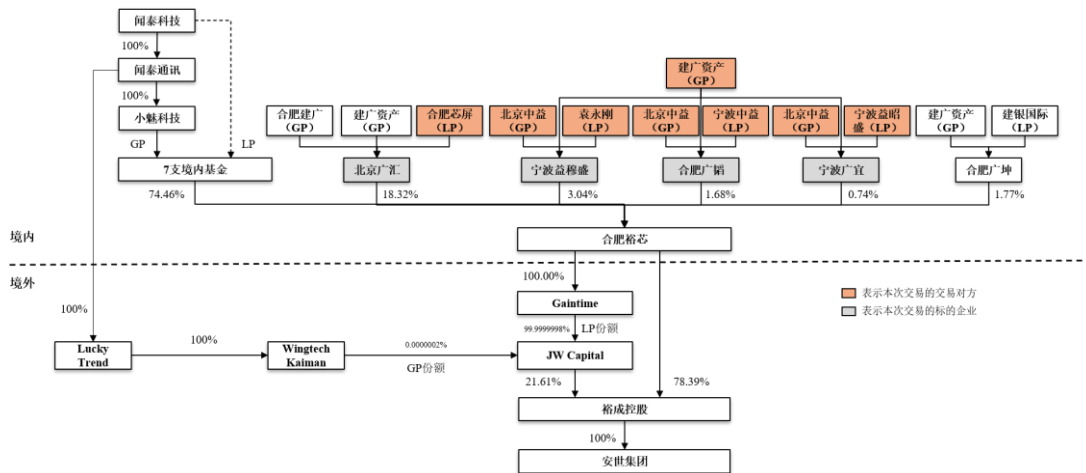 闻泰科技
100%
闻泰通讯
100%
小魅科技
GP
LP
7支境内基金
74.46%
建广资产
（GP）
合肥建广
（GP）
建广资产
（GP）
合肥芯屏
（LP）
北京中益
（GP）
袁永刚
（LP）
北京中益
（GP）
宁波中益
（LP）
北京中益
（GP）
宁波益昭
盛（LP）
建广资产
（GP）
建银国际
（LP）
北京广汇
宁波益穆盛
合肥广韬
宁波广宜
合肥广坤
18.32%
3.04%
1.68%
0.74%
1.77%
合肥裕芯
境内
境外
100.00%
Gaintime
表示本次交易的交易对方
表示本次交易的标的企业
100%
99.9999998%
LP份额
Lucky
Trend
100%
Wingtech
Kaiman
0.0000002%
GP份额
JW Capital
21.61%
78.39%
裕成控股
100%
安世集团